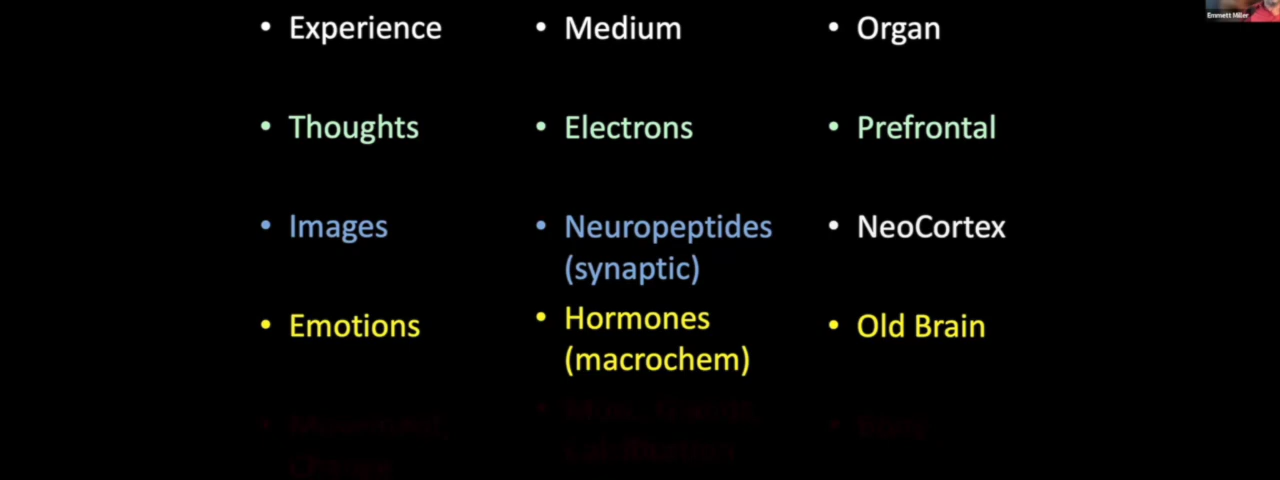 Emmett Miller
• Experience • Medium • Organ
• Thoughts • Electrons • Prefrontal
• Images • Neuropeptides • NeoCortex
(synaptic)
• Emotions • Hormones • Old Brain
(macrochem)